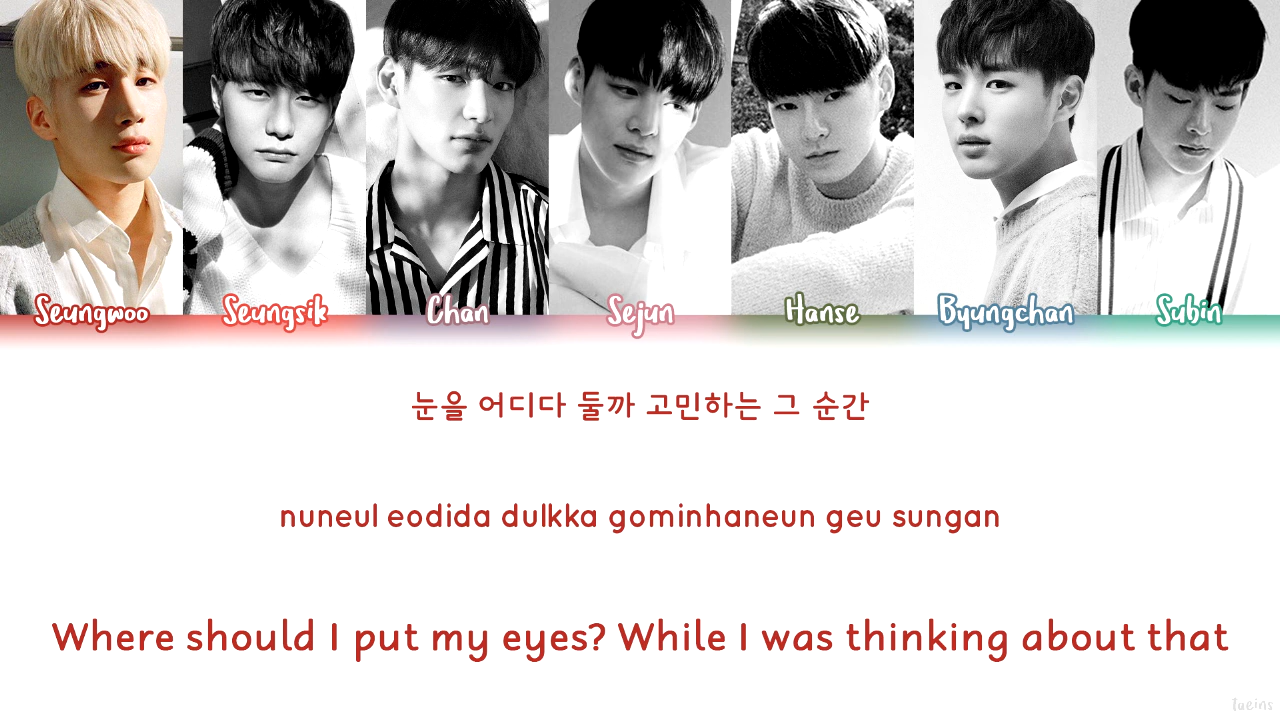 Seungwoo Seungsik Chan Sejun Hanse Byungchan Subin
눈을 어디다 둘까 고민하는 그 순간
nuneul eodida dulkka gominhaneun geu sungan
Where should I put my eyes? While I was thinking about that
Taeins